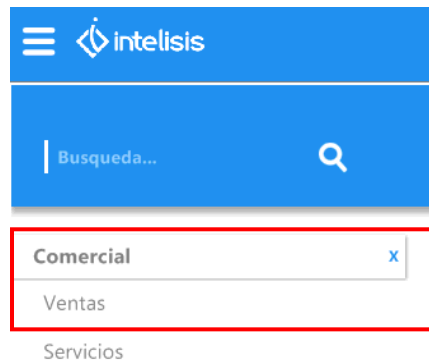 intelisis
Busqueda...
Comercial x
Ventas
Servicios